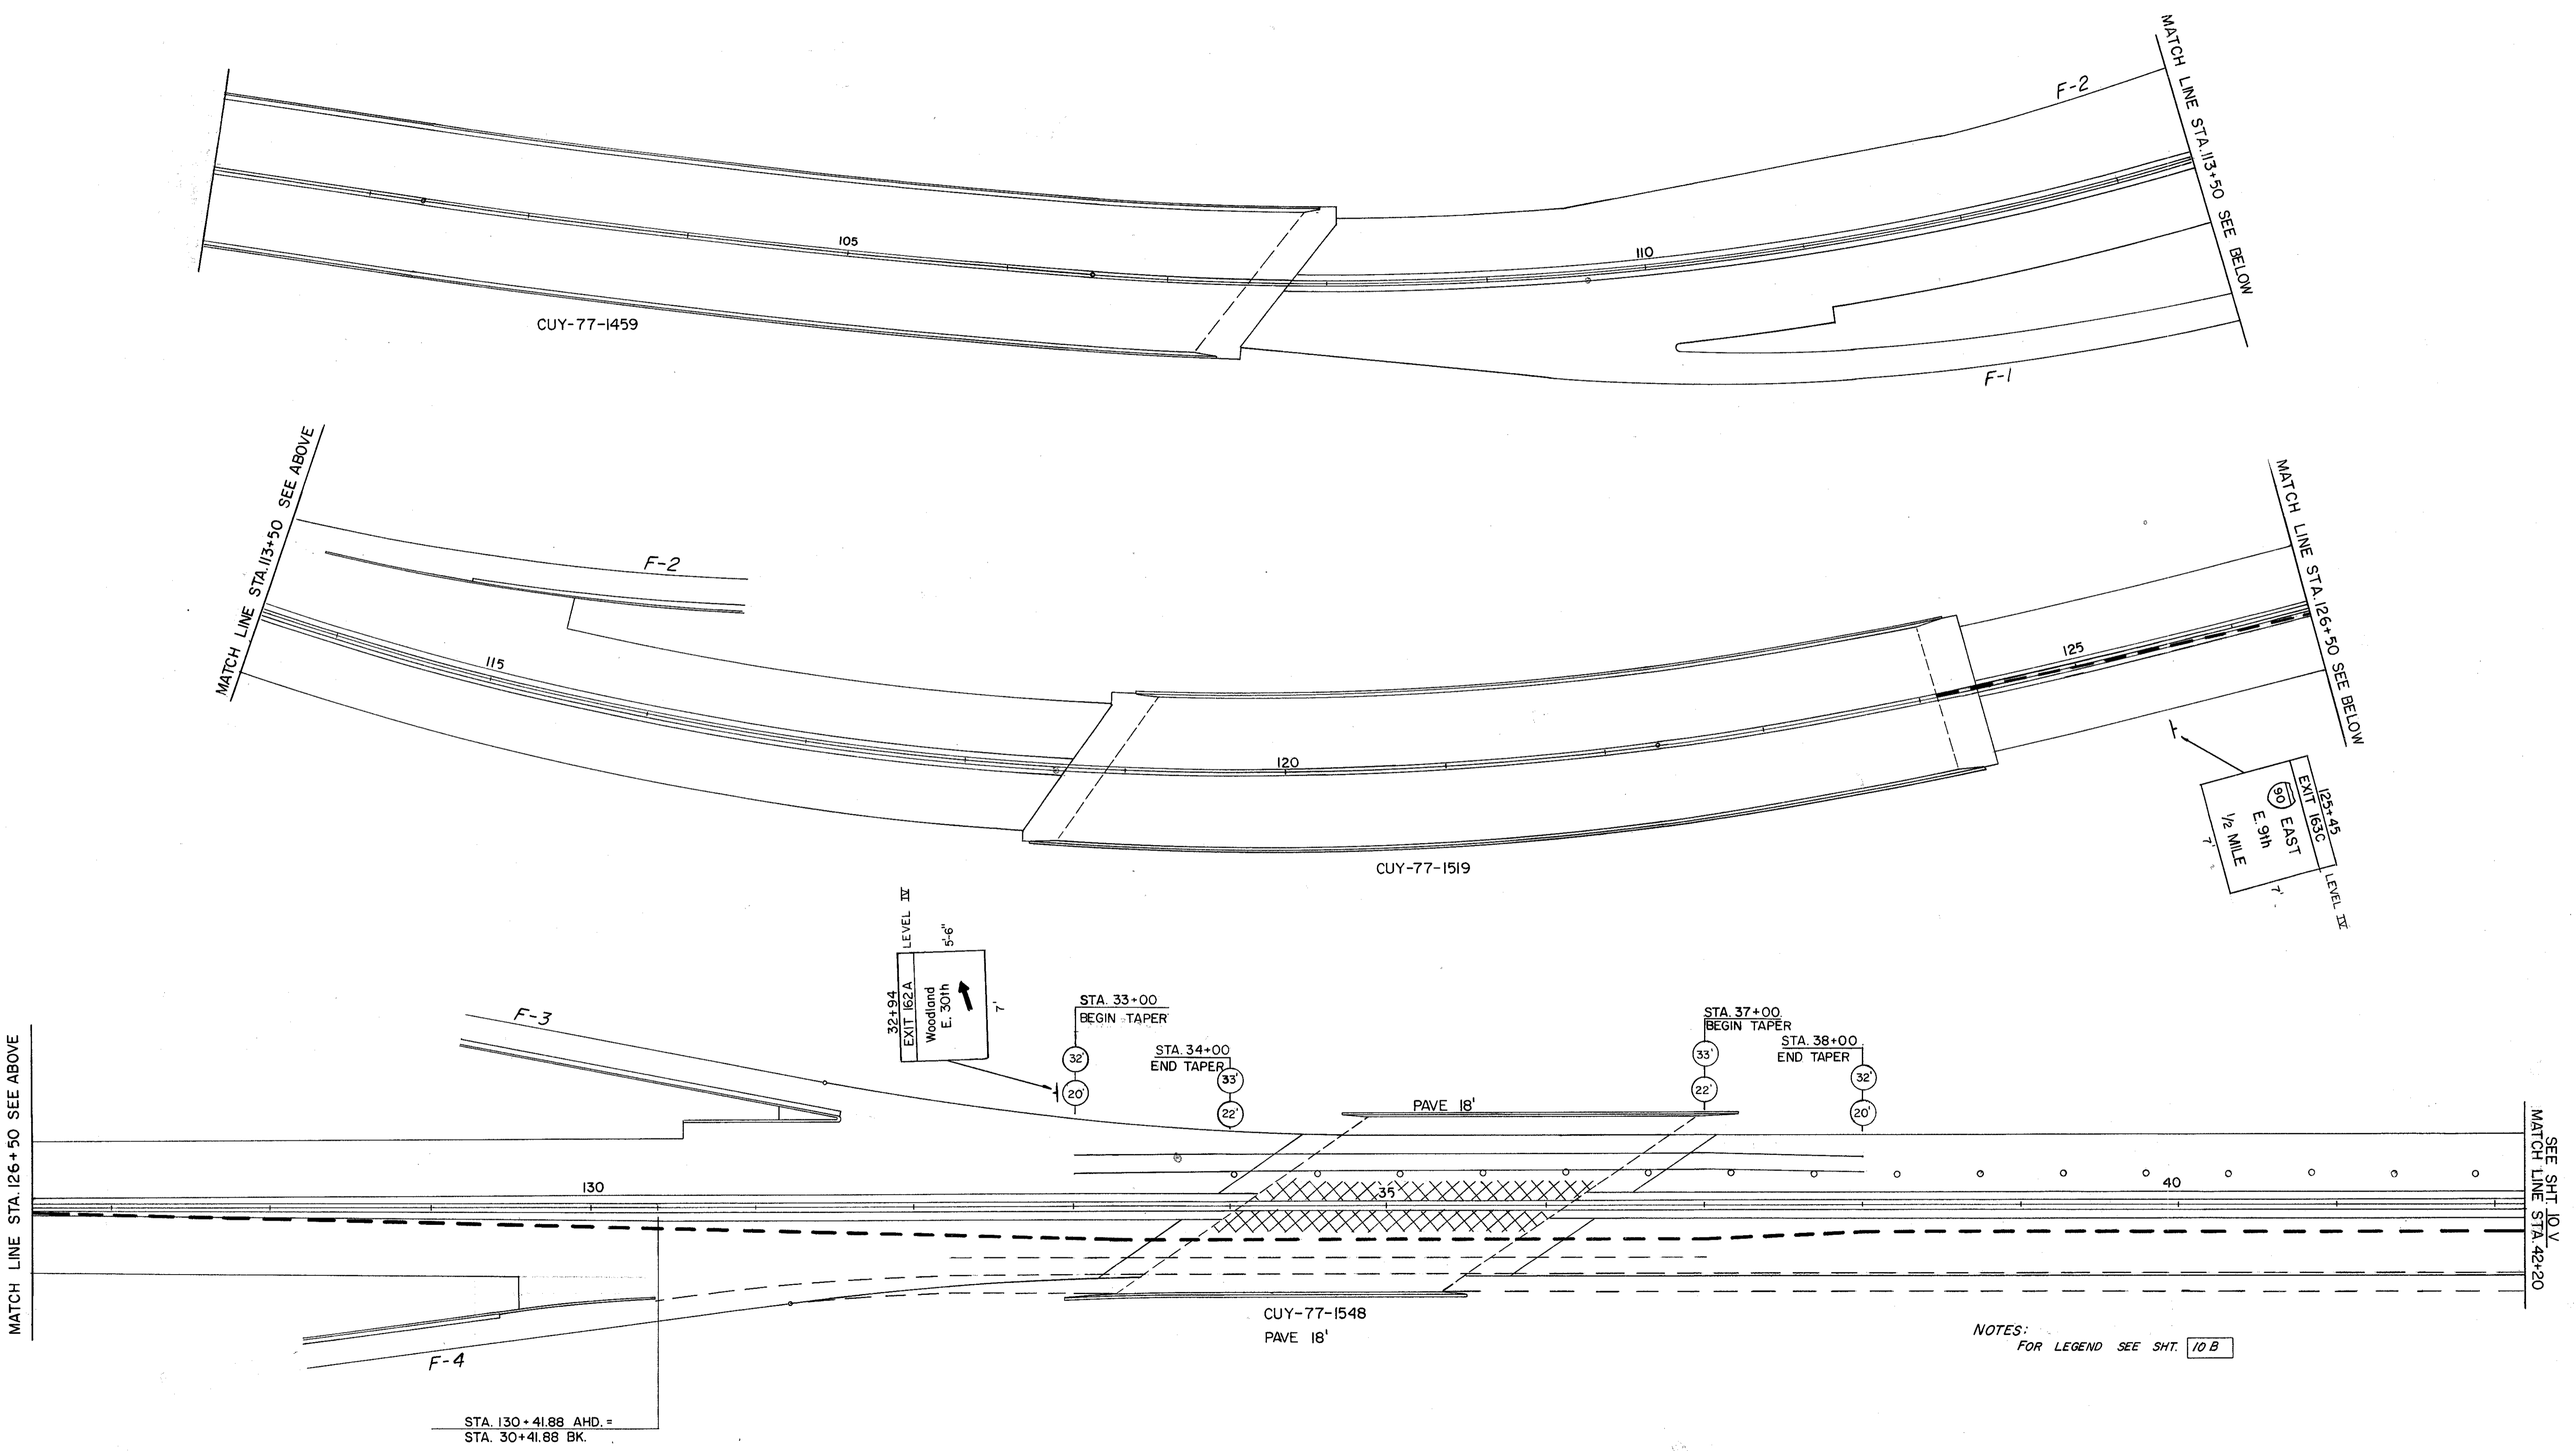 F-2
MATCH LINE STA. 113+50 SEE BELOW
105
110
CUY-77-1459
F-1
MATCH LINE STA. 113+50 SEE ABOVE
F-2
115
120
125
MATCH LINE STA. 126+50 SEE BELOW
CUY-77-1519
125+45
EXIT 163C
90 EAST
E. 9th
1/2 MILE
7'
7'
LEVEL IV
MATCH LINE STA. 126+50 SEE ABOVE
F-3
32+94
EXIT 162A
LEVEL IV
Woodland
E. 30th
5'-6"
7'
STA. 33+00
BEGIN TAPER
32'
20'
STA. 34+00
END TAPER
33'
22'
PAVE 18'
STA. 37+00
BEGIN TAPER
33'
22'
STA. 38+00
END TAPER
32'
20'
130
35
40
SEE SHT. 10 V
MATCH LINE STA. 42+20
F-4
CUY-77-1548
PAVE 18'
STA. 130+41.88 AHD. =
STA. 30+41.88 BK.
NOTES:
FOR LEGEND SEE SHT. 10 B